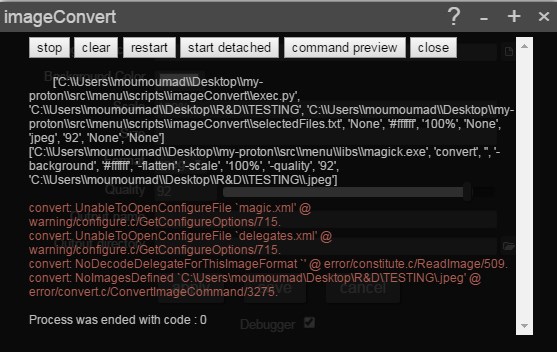 imageConvert ? - + ×
stop clear restart start detached command preview close
['C:\\Users\\moumoumad\\Desktop\\my-
proton\\src\\menu\\scripts\\imageConvert\\exec.py',
'C:\\Users\\moumoumad\\Desktop\\R&D\\TESTING', 'C:\\Users\\moumoumad\\Desktop\\my-
proton\\src\\menu\\scripts\\imageConvert\\selectedFiles.txt', 'None', '#ffffff', '100%', 'None',
'jpeg', '92', 'None', 'None']
['C:\\Users\\moumoumad\\Desktop\\my-proton\\src\\menu\\libs\\magick.exe', 'convert', '', '-
background', '#ffffff', '-flatten', '-scale', '100%', '-quality', '92',
'C:\\Users\\moumoumad\\Desktop\\R&D\\TESTING\\.jpeg']
Quality 92
convert: UnableToOpenConfigureFile `magic.xml' @
warning/configure.c/GetConfigureOptions/715.
convert: UnableToOpenConfigureFile `delegates.xml' @
warning/configure.c/GetConfigureOptions/715.
convert: NoDecodeDelegateForThisImageFormat `' @ error/constitute.c/ReadImage/509.
convert: NoImagesDefined `C:\Users\moumoumad\Desktop\R&D\TESTING\.jpeg' @
error/convert.c/ConvertImageCommand/3275.
cancel
Process was ended with code : 0
Debugger